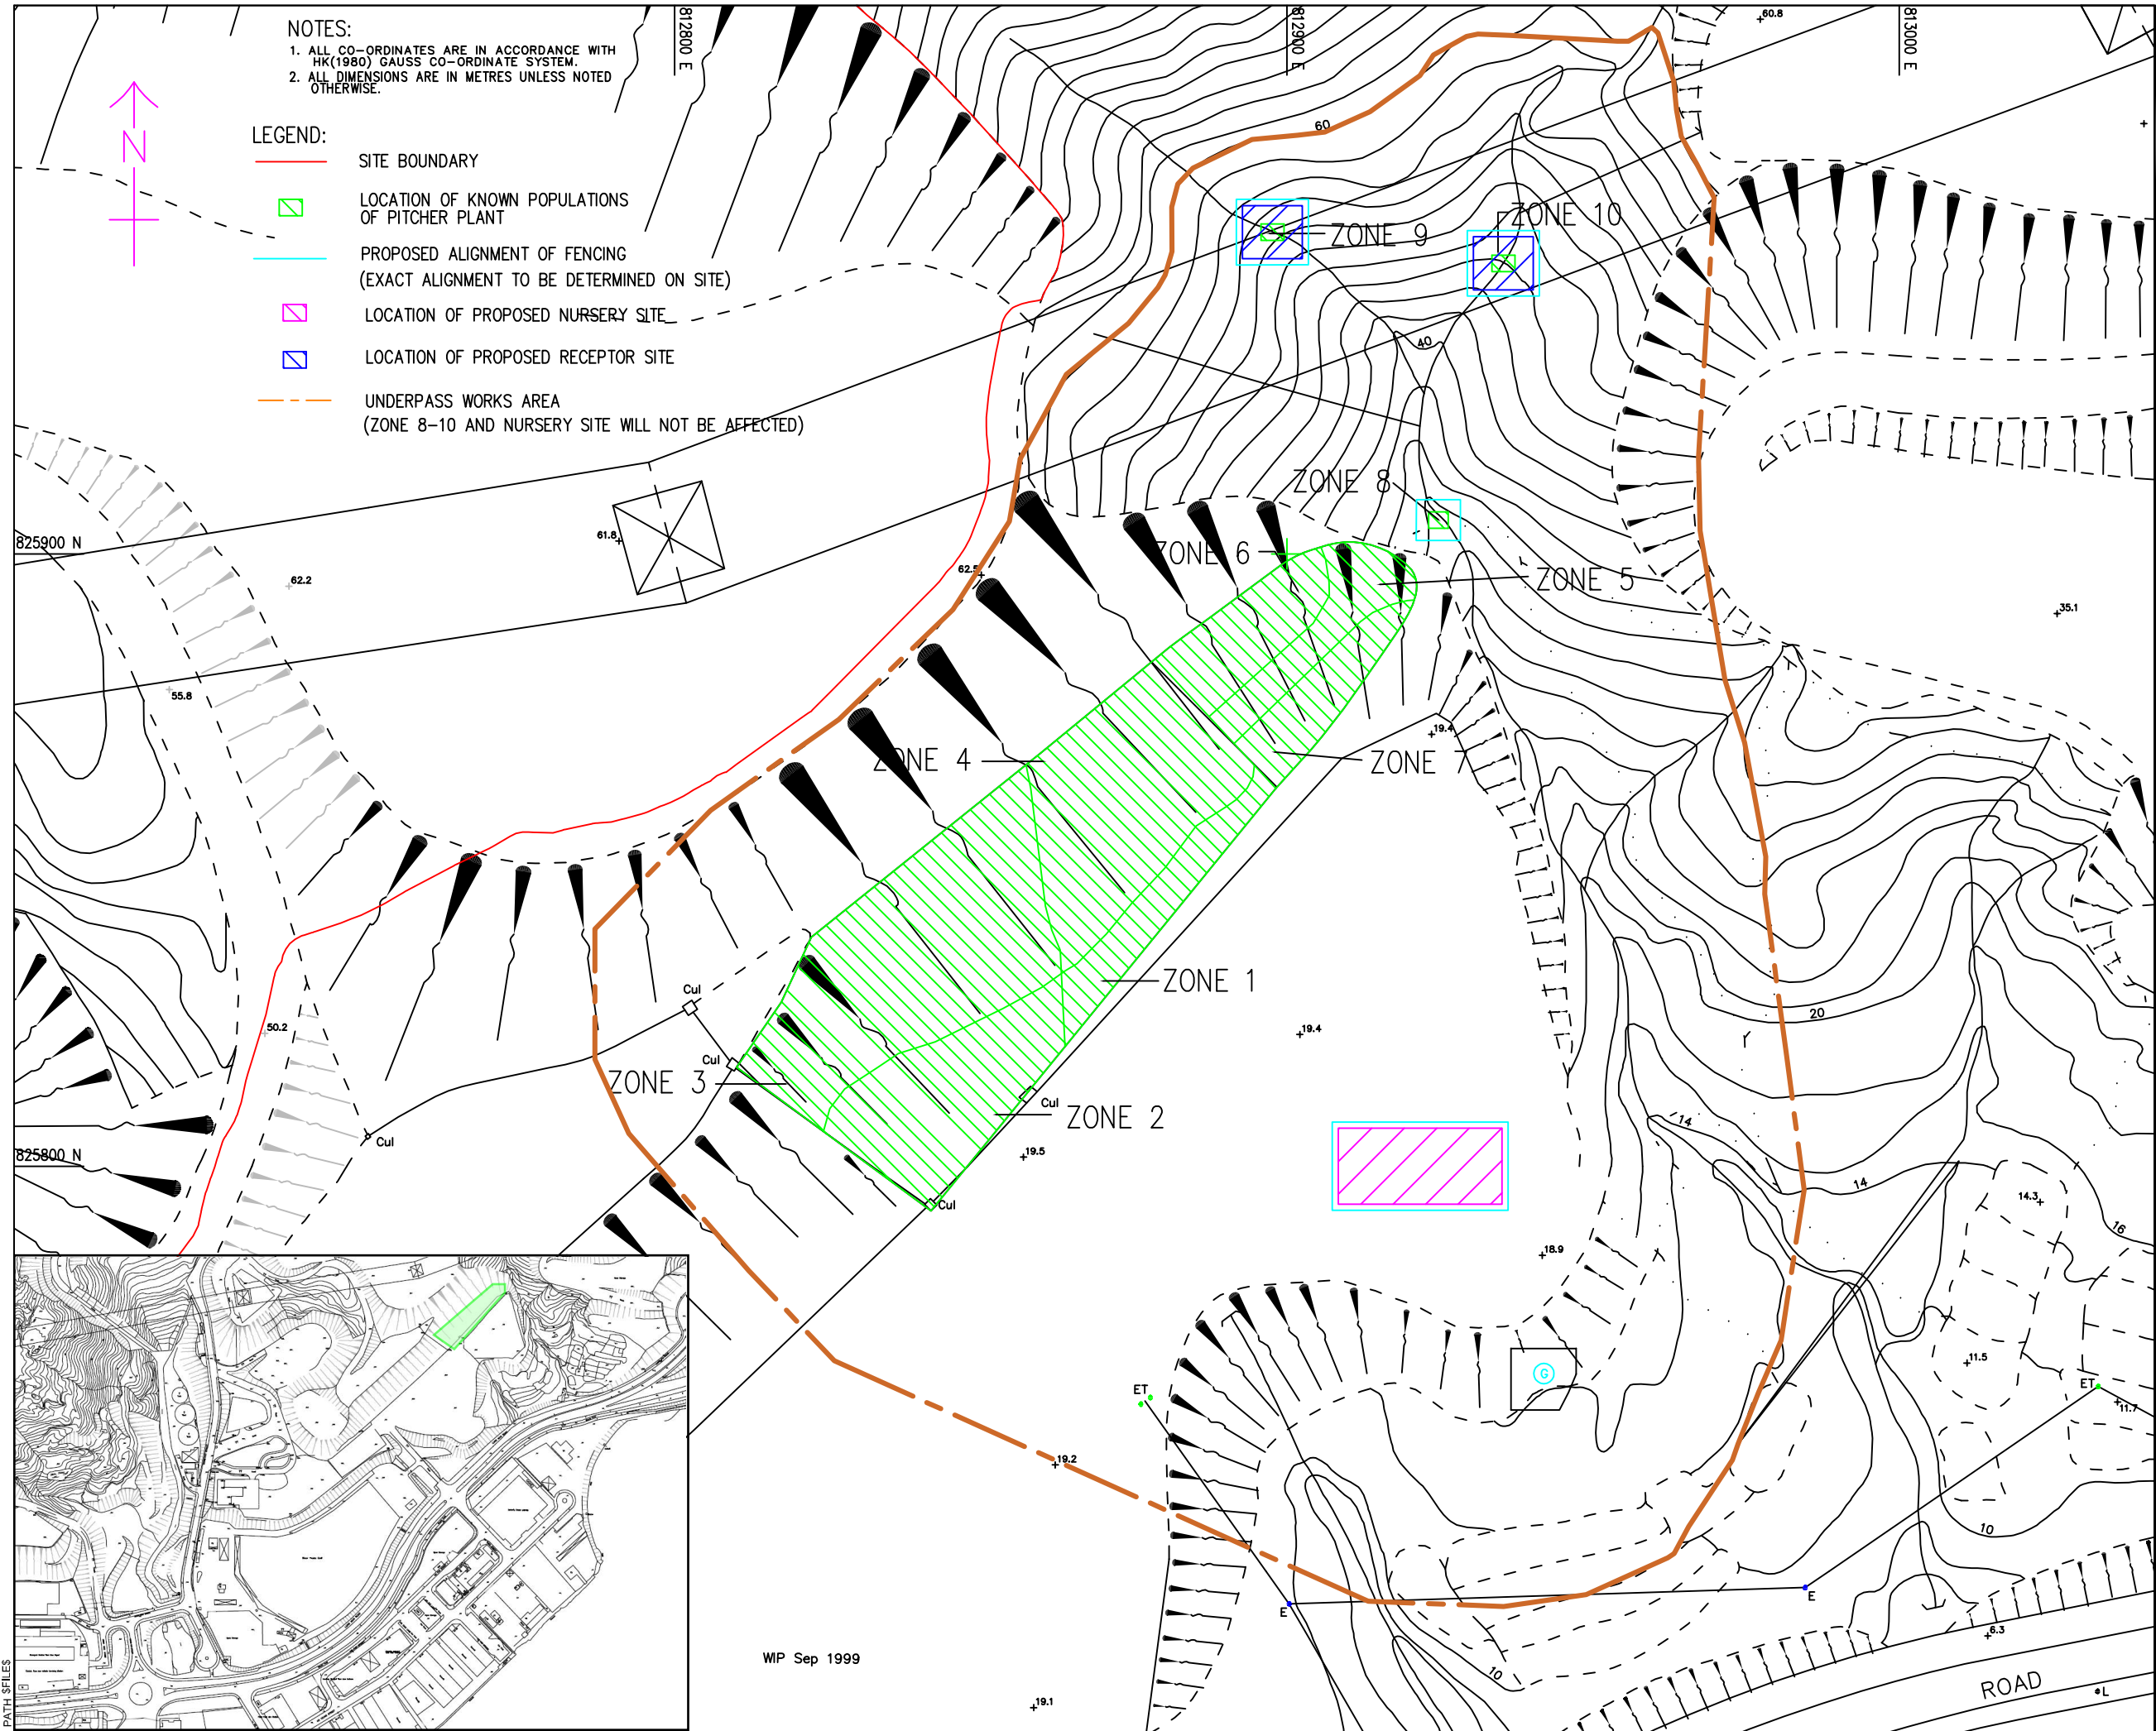 NOTES:
1. ALL CO-ORDINATES ARE IN ACCORDANCE WITH
HK(1980) GAUSS CO-ORDINATE SYSTEM.
2. ALL DIMENSIONS ARE IN METRES UNLESS NOTED
OTHERWISE.
N
LEGEND:
SITE BOUNDARY
LOCATION OF KNOWN POPULATIONS
OF PITCHER PLANT
PROPOSED ALIGNMENT OF FENCING
(EXACT ALIGNMENT TO BE DETERMINED ON SITE)
LOCATION OF PROPOSED NURSERY SITE
LOCATION OF PROPOSED RECEPTOR SITE
UNDERPASS WORKS AREA
(ZONE 8-10 AND NURSERY SITE WILL NOT BE AFFECTED)
812800 E
812900 E
813000 E
60.8
60
ZONE 9
ZONE 10
40
ZONE 8
61.8
825900 N
62.2
62.5
ZONE 6
ZONE 5
35.1
55.8
19.4
ZONE 4
ZONE 7
Cul
ZONE 1
50.2
19.4
20
Cul
ZONE 3
Cul
ZONE 2
14
Cul
825800 N
19.5
14
14.3
Cul
16
18.9
11.5
G
ET
ET
11.7
19.2
10
E
E
6.3
WIP Sep 1999
10
ROAD
L
19.1
PATH $FILES